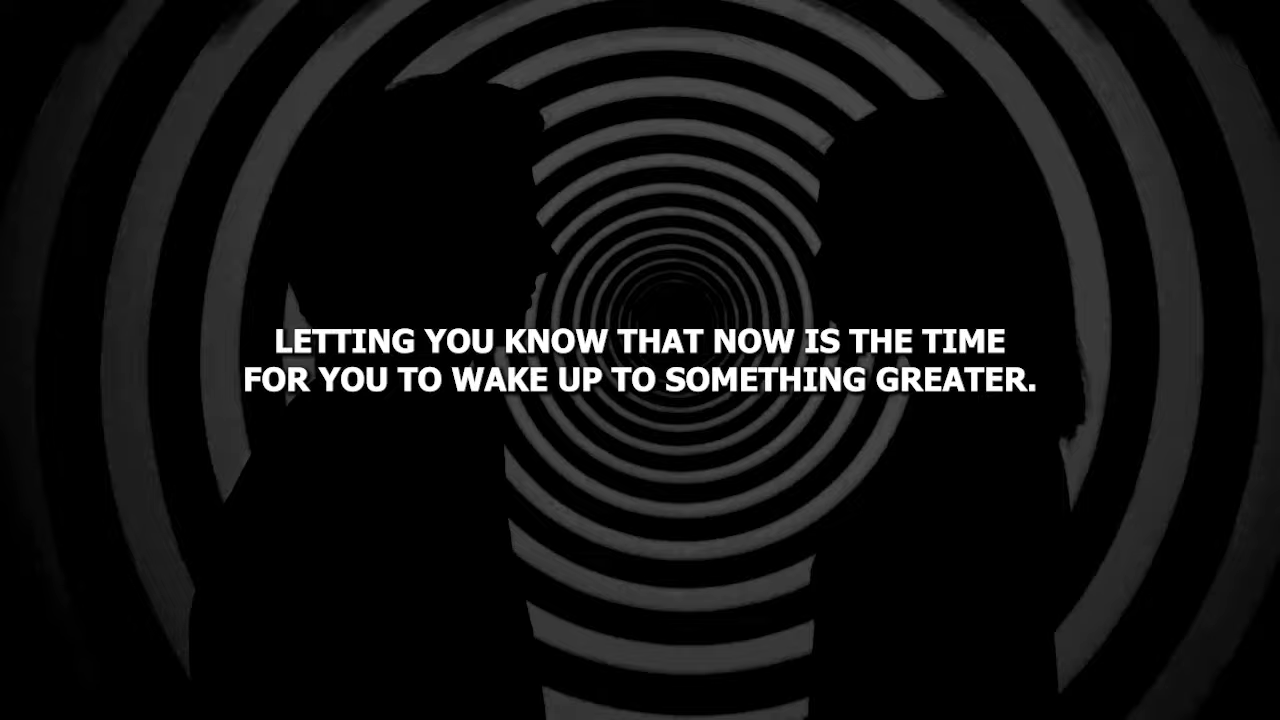 LETTING YOU KNOW THAT NOW IS THE TIME
FOR YOU TO WAKE UP TO SOMETHING GREATER.